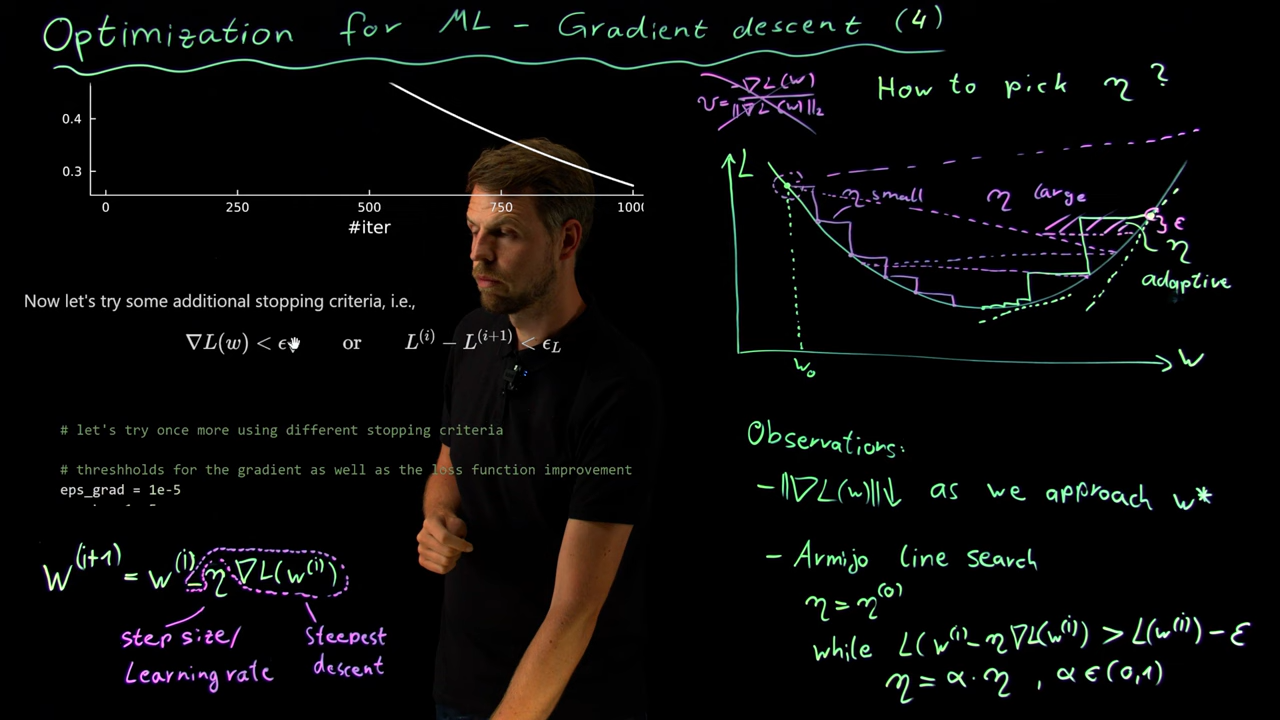 Optimization for ML - Gradient descent (4)
0.4
0.3
0 250 500 750 1000
#iter
Now let's try some additional stopping criteria, i.e.,
∇L(w) < ϵ or L^(i) − L^(i+1) < ϵ_L
# let's try once more using different stopping criteria
# threshholds for the gradient as well as the loss function improvement
eps_grad = 1e-5
w^(i+1) = w^(i) - η ∇L(w^(i))
step size/
Learning rate
Steepest
descent
v = -∇L(w) / ||∇L(w)||_2
How to pick η ?
L
η small
η large
}ε
η
adaptive
w_0
w
Observations:
- ||∇L(w)||↓ as we approach w*
- Armijo line search
η = η^(0)
while L(w^(i) - η∇L(w^(i)) > L(w^(i)) - ε
η = α · η , α ∈ (0,1)